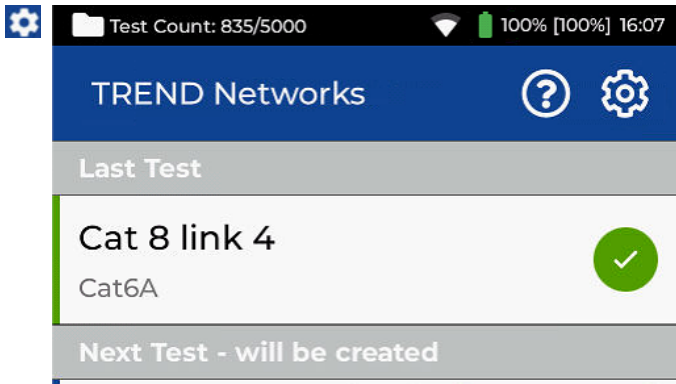 Test Count: 835/5000 100% [100%] 16:07
TREND Networks
Last Test
Cat 8 link 4
Cat6A
Next Test - will be created